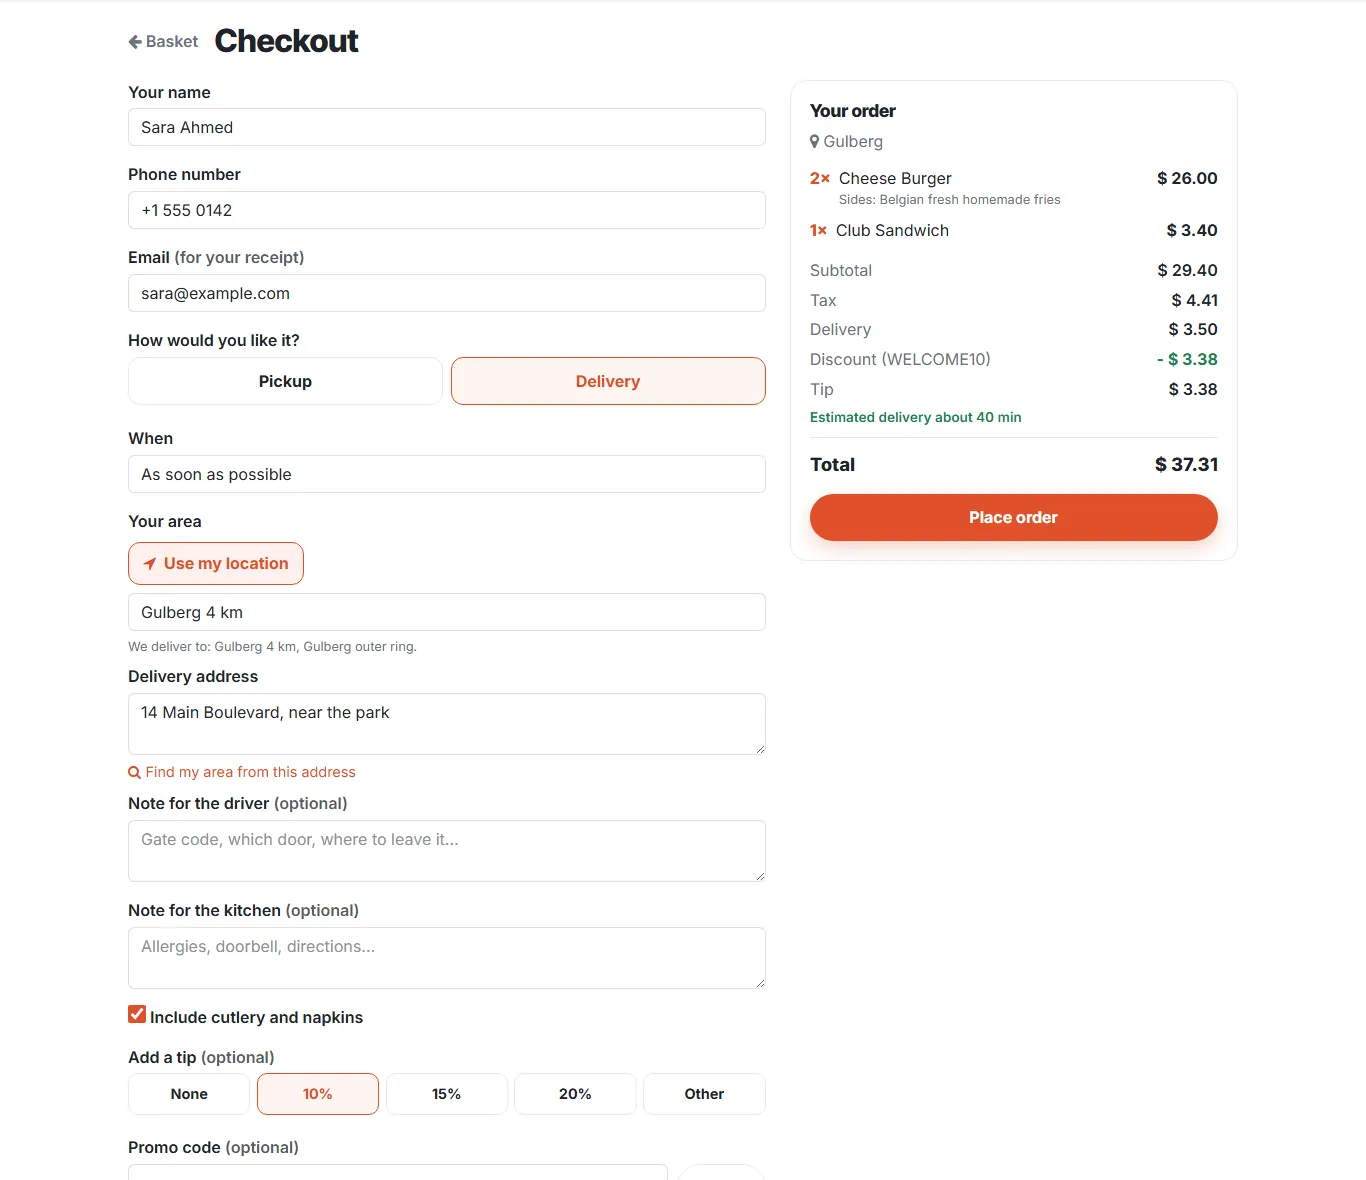 Basket Checkout
Your name
Sara Ahmed
Phone number
+1 555 0142
Email (for your receipt)
sara@example.com
How would you like it?
Pickup Delivery
When
As soon as possible
Your area
Use my location
Gulberg 4 km
We deliver to: Gulberg 4 km, Gulberg outer ring.
Delivery address
14 Main Boulevard, near the park
Find my area from this address
Note for the driver (optional)
Gate code, which door, where to leave it...
Note for the kitchen (optional)
Allergies, doorbell, directions...
Include cutlery and napkins
Add a tip (optional)
None 10% 15% 20% Other
Promo code (optional)
Your order
Gulberg
2× Cheese Burger $ 26.00
Sides: Belgian fresh homemade fries
1× Club Sandwich $ 3.40
Subtotal $ 29.40
Tax $ 4.41
Delivery $ 3.50
Discount (WELCOME10) - $ 3.38
Tip $ 3.38
Estimated delivery about 40 min
Total $ 37.31
Place order